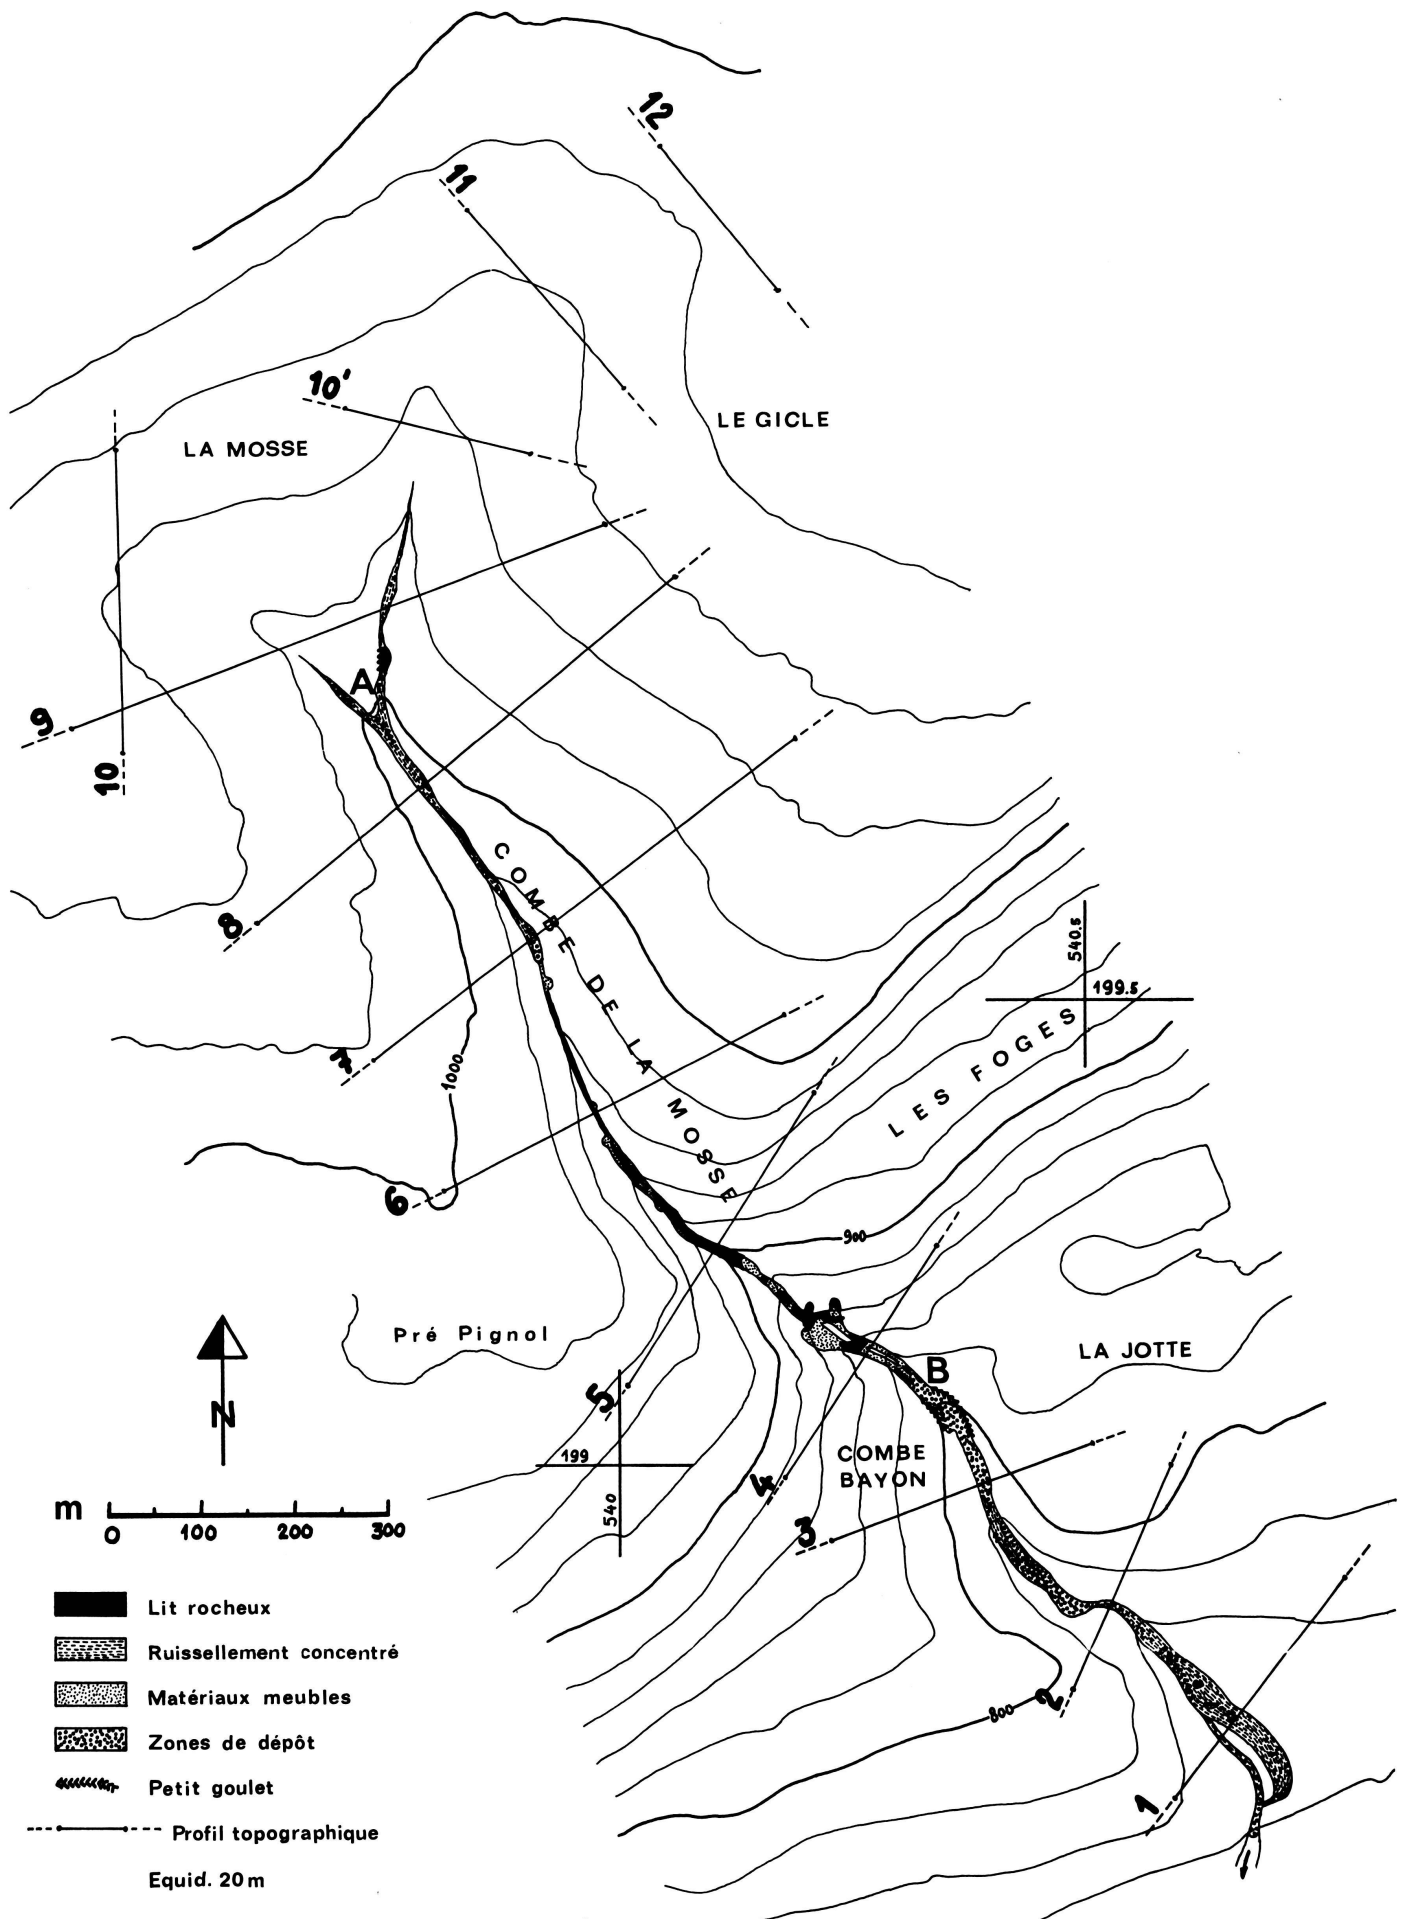 12
11
10'
LE GICLE
LA MOSSE
A
9
10
8
COMBE DE LA MOSSE
540.5
199.5
7
LES FOGES
1000
6
900
Pré Pignol
LA JOTTE
B
5
N
199
COMBE
BAYON
4
540
3
m
0 100 200 300
Lit rocheux
Ruissellement concentré
Matériaux meubles
2
800
Zones de dépôt
Petit goulet
1
Profil topographique
Equid. 20 m